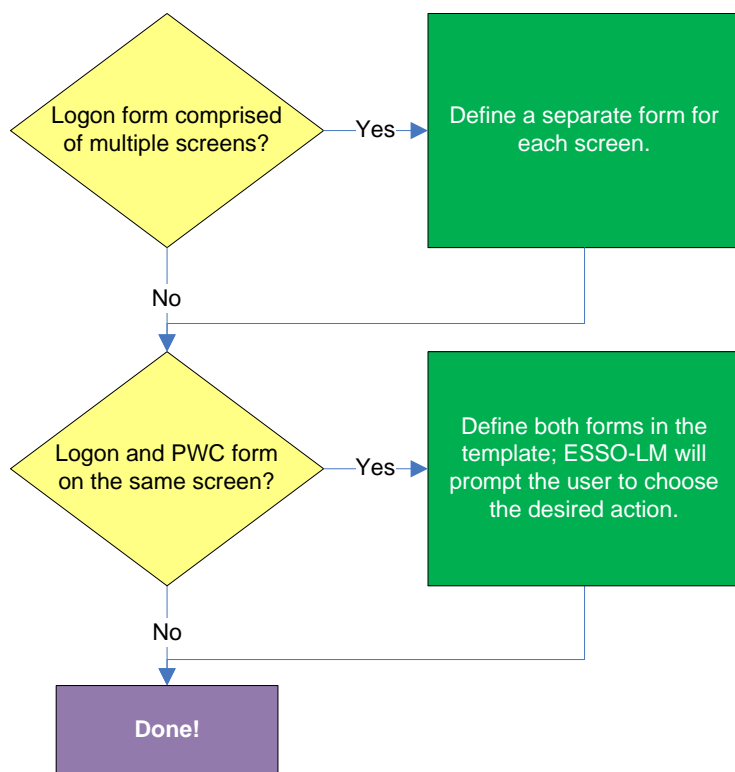 Logon form comprised
of multiple screens?
Yes
Define a separate form for
each screen.
No
Logon and PWC form
on the same screen?
Yes
Define both forms in the
template; ESSO-LM will
prompt the user to choose
the desired action.
No
Done!